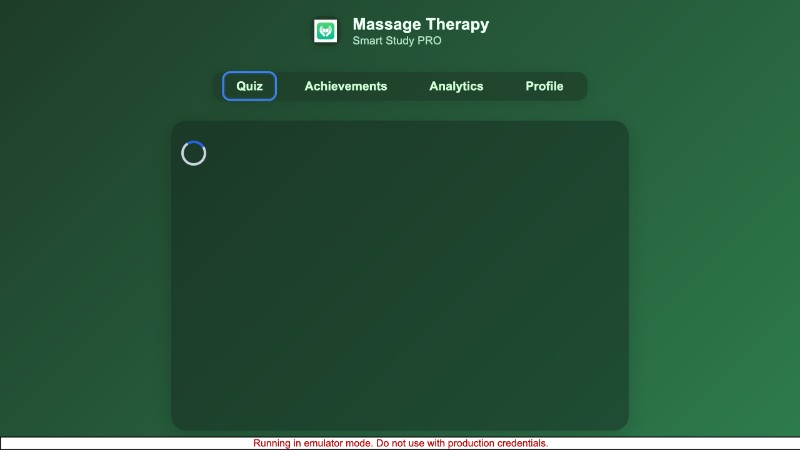 Massage Therapy
Smart Study PRO
Quiz
Achievements
Analytics
Profile
Running in emulator mode. Do not use with production credentials.